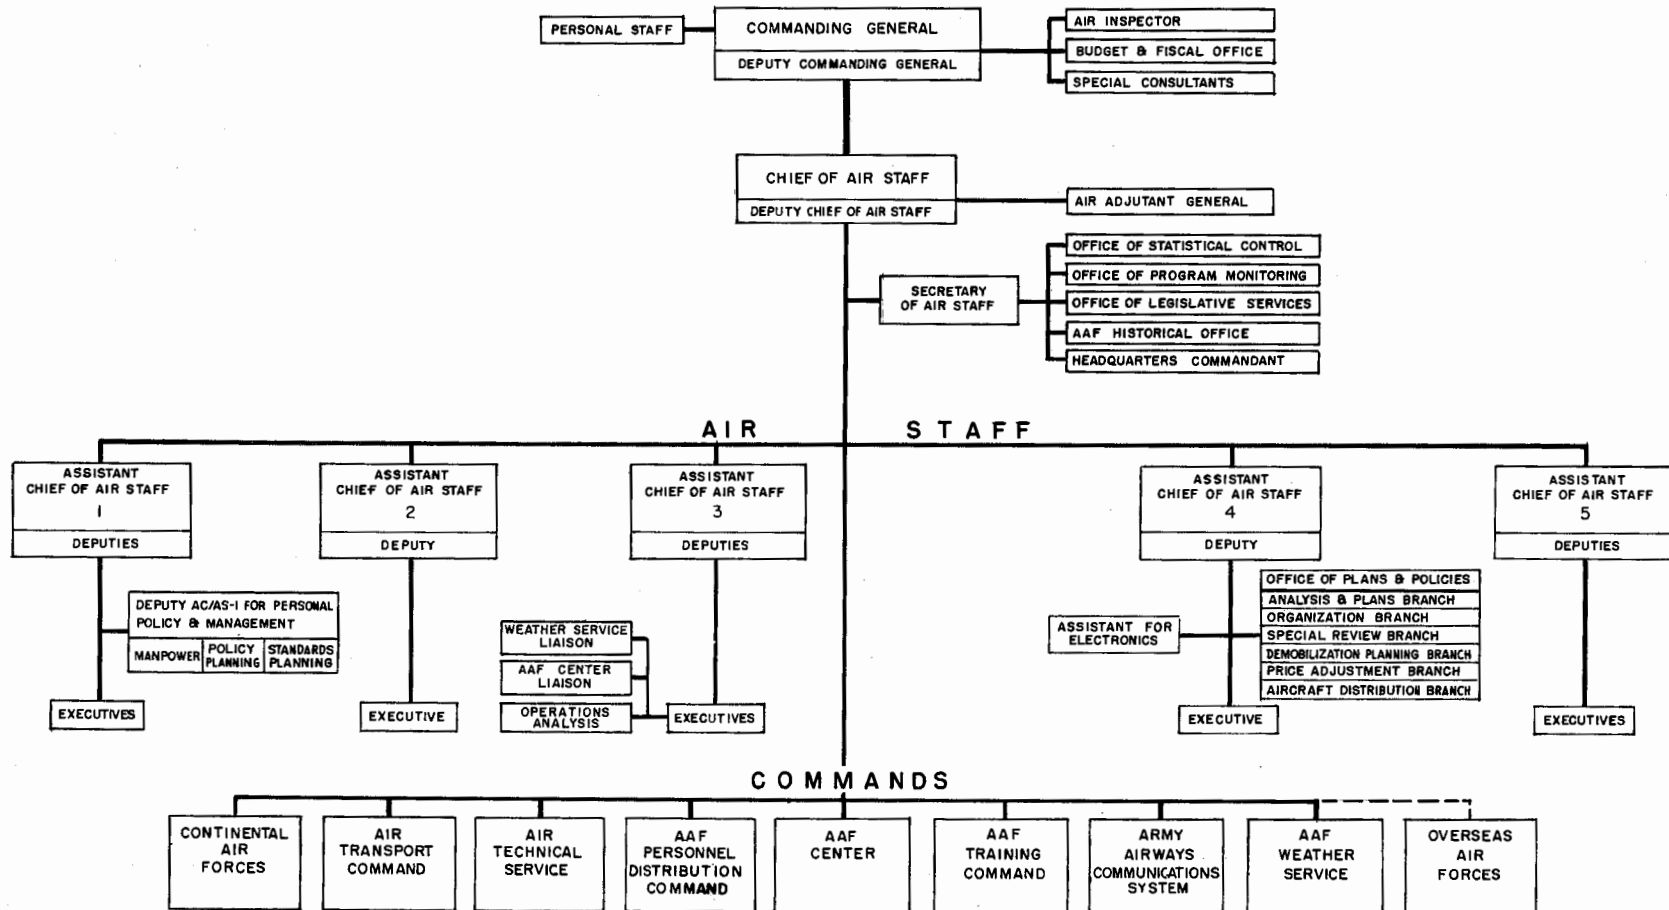 PERSONAL STAFF
COMMANDING GENERAL
DEPUTY COMMANDING GENERAL
AIR INSPECTOR
BUDGET & FISCAL OFFICE
SPECIAL CONSULTANTS
CHIEF OF AIR STAFF
DEPUTY CHIEF OF AIR STAFF
AIR ADJUTANT GENERAL
SECRETARY
OF AIR STAFF
OFFICE OF STATISTICAL CONTROL
OFFICE OF PROGRAM MONITORING
OFFICE OF LEGISLATIVE SERVICES
AAF HISTORICAL OFFICE
HEADQUARTERS COMMANDANT
AIR STAFF
ASSISTANT
CHIEF OF AIR STAFF
1
DEPUTIES
DEPUTY AC/AS-1 FOR PERSONAL
POLICY & MANAGEMENT
MANPOWER
POLICY
PLANNING
STANDARDS
PLANNING
EXECUTIVES
ASSISTANT
CHIEF OF AIR STAFF
2
DEPUTY
EXECUTIVE
ASSISTANT
CHIEF OF AIR STAFF
3
DEPUTIES
WEATHER SERVICE
LIAISON
AAF CENTER
LIAISON
OPERATIONS
ANALYSIS
EXECUTIVES
ASSISTANT
CHIEF OF AIR STAFF
4
DEPUTY
ASSISTANT FOR
ELECTRONICS
OFFICE OF PLANS & POLICIES
ANALYSIS & PLANS BRANCH
ORGANIZATION BRANCH
SPECIAL REVIEW BRANCH
DEMOBILIZATION PLANNING BRANCH
PRICE ADJUSTMENT BRANCH
AIRCRAFT DISTRIBUTION BRANCH
EXECUTIVE
ASSISTANT
CHIEF OF AIR STAFF
5
DEPUTIES
EXECUTIVES
COMMANDS
CONTINENTAL
AIR
FORCES
AIR
TRANSPORT
COMMAND
AIR
TECHNICAL
SERVICE
AAF
PERSONNEL
DISTRIBUTION
COMMAND
AAF
CENTER
AAF
TRAINING
COMMAND
ARMY
AIRWAYS
COMMUNICATIONS
SYSTEM
AAF
WEATHER
SERVICE
OVERSEAS
AIR
FORCES